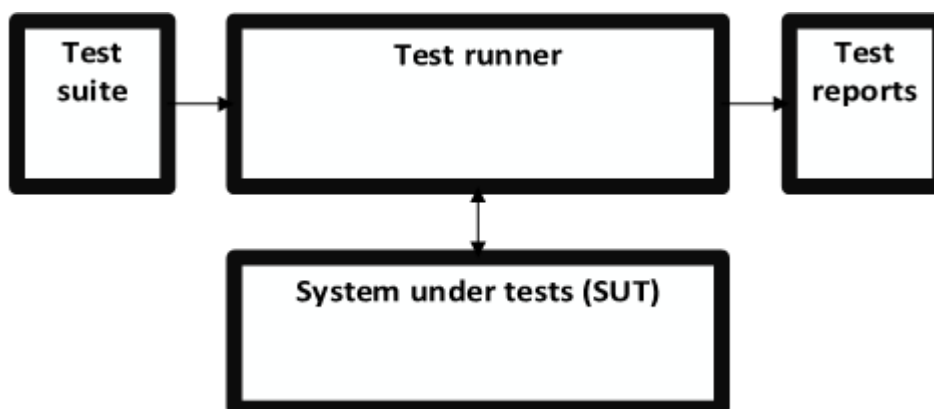 Test
suite
Test runner
Test
reports
System under tests (SUT)